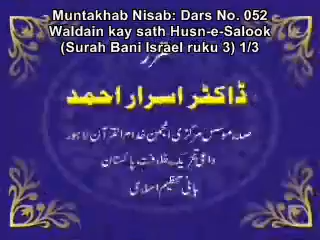 Muntakhab Nisab: Dars No. 052
Waldain kay sath Husn-e-Salook
(Surah Bani Israel ruku 3) 1/3
ڈاکٹر اسرار احمد
صدر مؤسس مرکزی انجمن خدام القرآن لاہور
داعی تحریک خلافت پاکستان
بانی تنظیم اسلامی